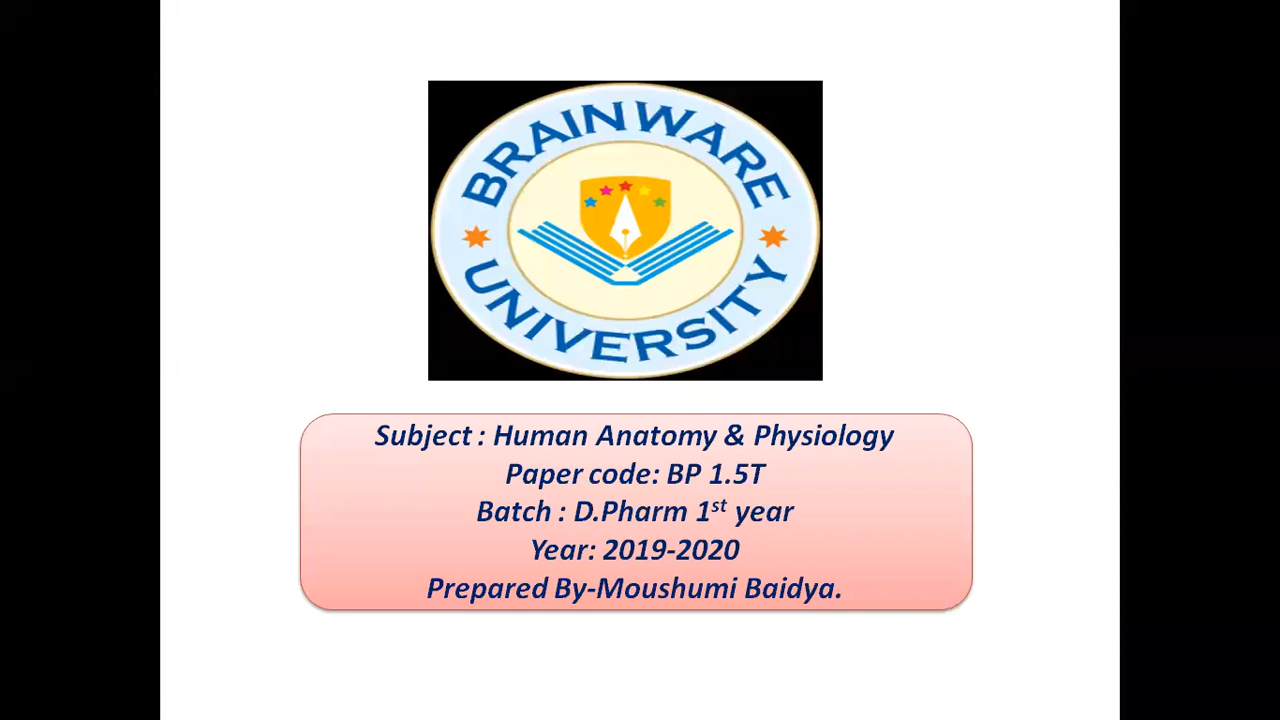 BRAINWARE
UNIVERSITY
Subject : Human Anatomy & Physiology
Paper code: BP 1.5T
Batch : D.Pharm 1st year
Year: 2019-2020
Prepared By-Moushumi Baidya.